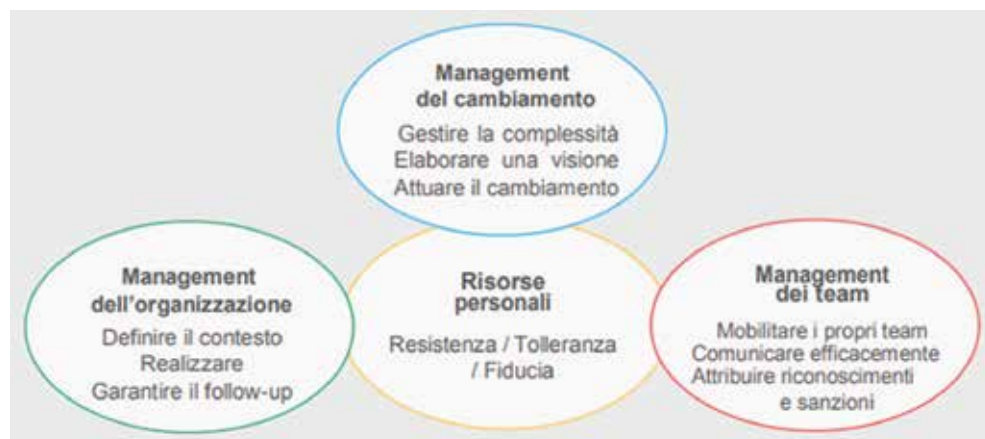 Management
del cambiamento
Gestire la complessità
Elaborare una visione
Attuare il cambiamento
Management
dell'organizzazione
Definire il contesto
Realizzare
Garantire il follow-up
Risorse
personali
Resistenza / Tolleranza
/ Fiducia
Management
dei team
Mobilitare i propri team
Comunicare efficacemente
Attribuire riconoscimenti
e sanzioni